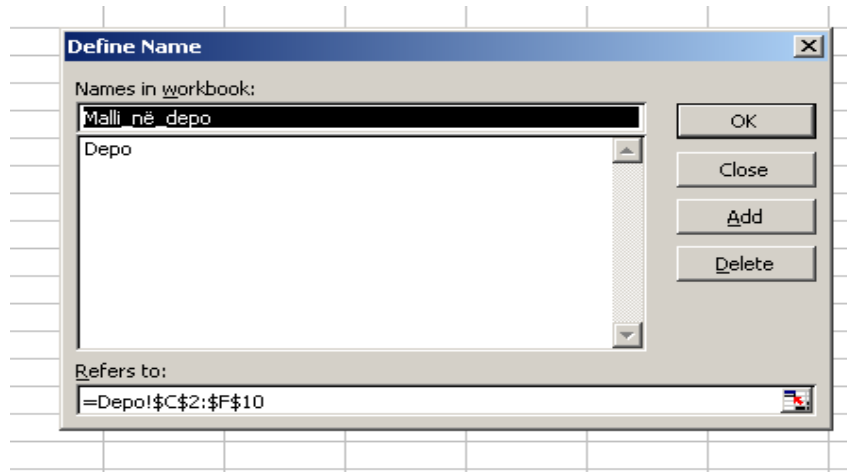 Define Name
Names in workbook:
Malli_në_depo
OK
Depo
Close
Add
Delete
Refers to:
=Depo!$C$2:$F$10